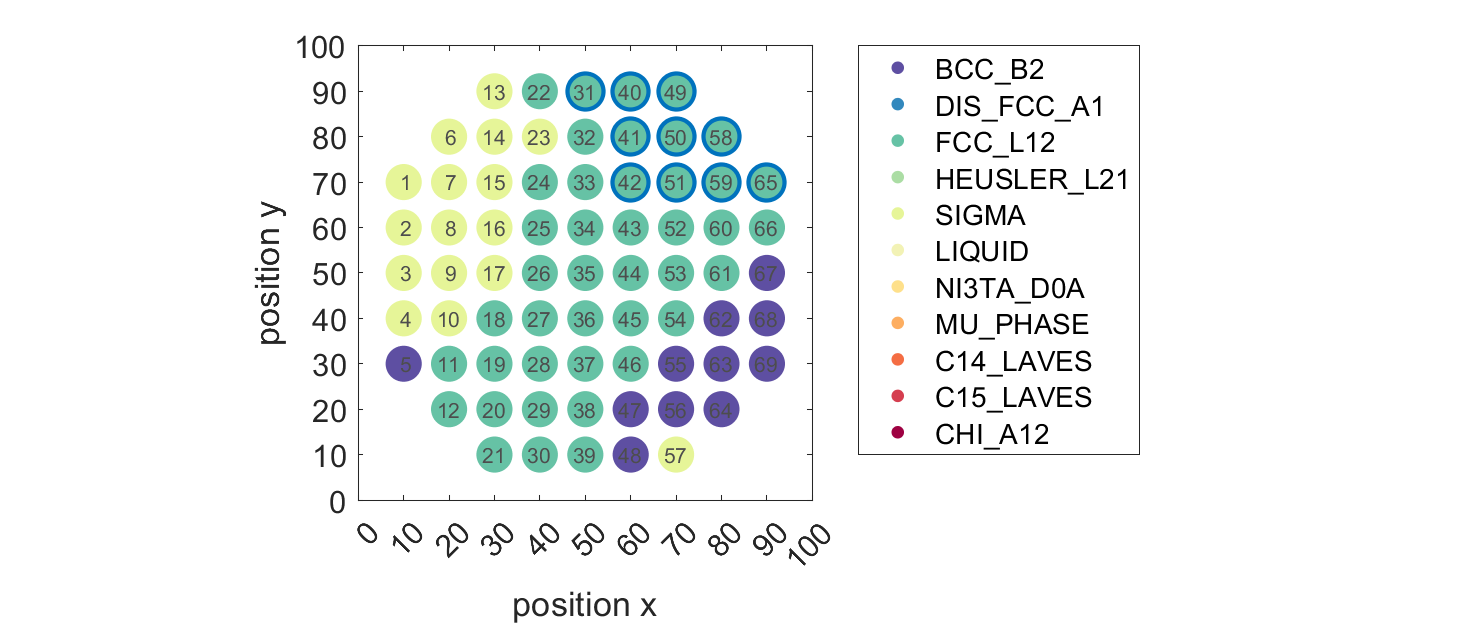 100
90
80
70
60
50
40
30
20
10
0
position y
13 22 31 40 49
6 14 23 32 41 50 58
1 7 15 24 33 42 51 59 65
2 8 16 25 34 43 52 60 66
3 9 17 26 35 44 53 61 67
4 10 18 27 36 45 54 62 68
5 11 19 28 37 46 55 63 69
12 20 29 38 47 56 64
21 30 39 48 57
0 10 20 30 40 50 60 70 80 90 100
position x
BCC_B2
DIS_FCC_A1
FCC_L12
HEUSLER_L21
SIGMA
LIQUID
NI3TA_D0A
MU_PHASE
C14_LAVES
C15_LAVES
CHI_A12